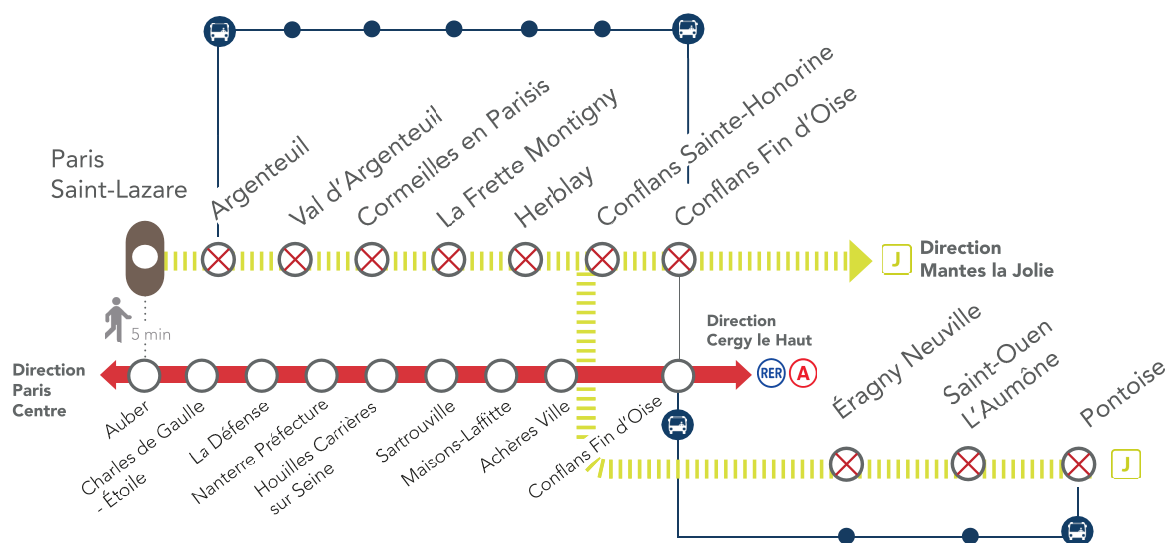 Paris
Saint-Lazare
Argenteuil
Val d'Argenteuil
Cormeilles en Parisis
La Frette Montigny
Herblay
Conflans Sainte-Honorine
Conflans Fin d'Oise
J
Direction
Mantes la Jolie
5 min
Direction
Paris
Centre
Direction
Cergy le Haut
RER
A
Auber
Charles de Gaulle
- Étoile
La Défense
Nanterre Préfecture
Houilles Carrières
sur Seine
Sartrouville
Maisons-Laffitte
Achères Ville
Conflans Fin d'Oise
Éragny Neuville
Saint-Ouen
L'Aumône
Pontoise
J